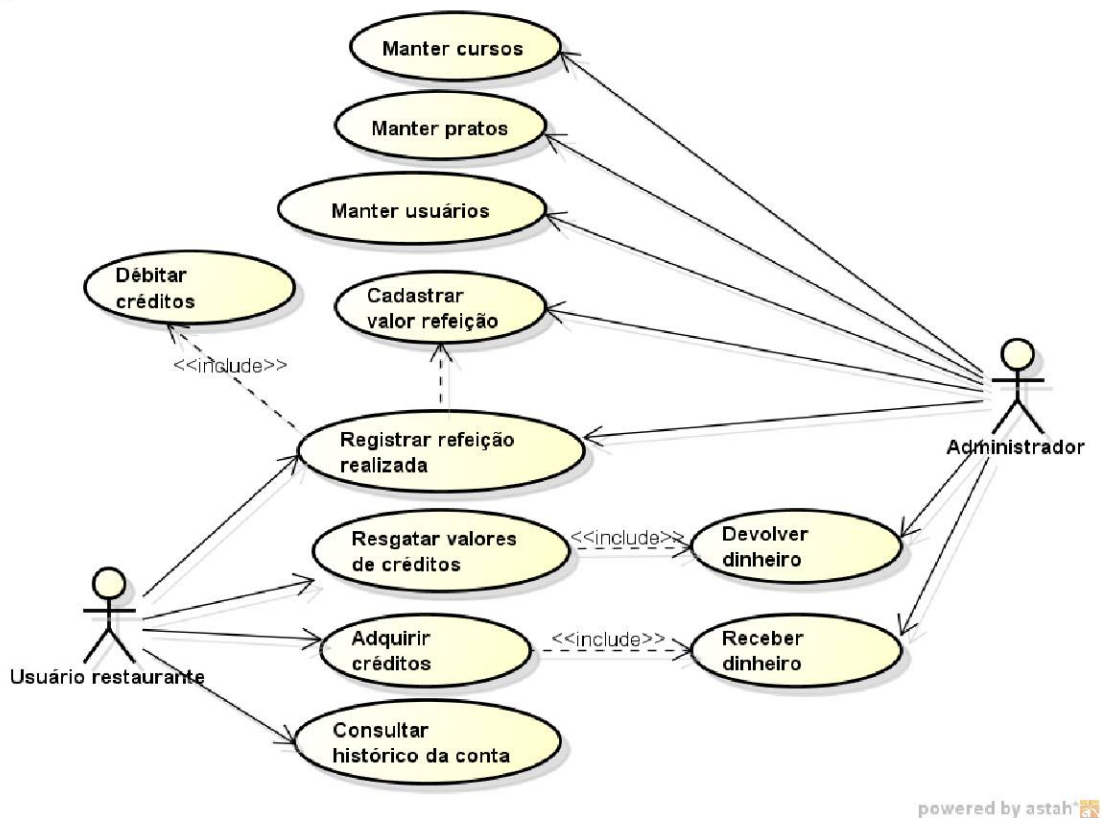 Manter cursos
Manter pratos
Manter usuários
Débitar
créditos
Cadastrar
valor refeição
<<include>>
Registrar refeição
realizada
Administrador
Resgatar valores
de créditos
<<include>>
Devolver
dinheiro
Adquirir
créditos
<<include>>
Receber
dinheiro
Usuário restaurante
Consultar
histórico da conta
powered by astah*